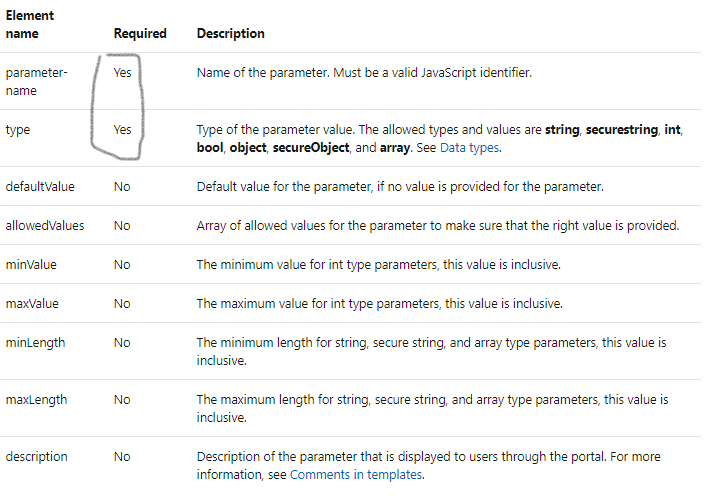 Element
name Required Description
parameter-
name Yes Name of the parameter. Must be a valid JavaScript identifier.
type Yes Type of the parameter value. The allowed types and values are string, securestring, int,
bool, object, secureObject, and array. See Data types.
defaultValue No Default value for the parameter, if no value is provided for the parameter.
allowedValues No Array of allowed values for the parameter to make sure that the right value is provided.
minValue No The minimum value for int type parameters, this value is inclusive.
maxValue No The maximum value for int type parameters, this value is inclusive.
minLength No The minimum length for string, secure string, and array type parameters, this value is
inclusive.
maxLength No The maximum length for string, secure string, and array type parameters, this value is
inclusive.
description No Description of the parameter that is displayed to users through the portal. For more
information, see Comments in templates.